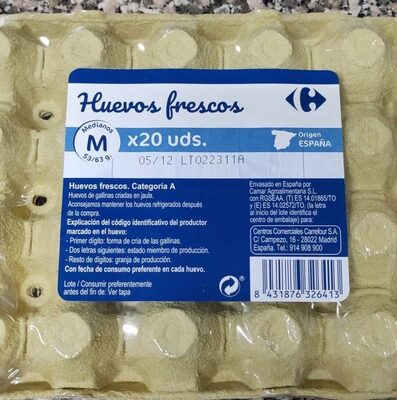 Huevos frescos
Medianos
M
53/63 g.
x20 uds.
05/12 LT022311A
Origen
ESPAÑA
Huevos frescos. Categoría A
Huevos de gallinas criadas en jaula.
Aconsejamos mantener los huevos refrigerados
después de la compra.
Explicación del código identificativo del productor
marcado en el huevo:
- Primer dígito: forma de cría de las gallinas.
- Dos letras siguientes: estado miembro de producción.
- Resto de dígitos: granja de producción.
Con fecha de consumo preferente en cada huevo.
Lote / Consumir preferentemente
antes del fin de: Ver tapa
Envasado en España por
Camar Agroalimentaria S.L.
con RGSEAA: (T) ES 14.01865/TO
y (E) ES 14.02572/TO, (la letra
al inicio del lote identifica el
centro de embalaje) para:
Centros Comerciales Carrefour S.A.
C/ Campezo, 16 - 28022 Madrid
España. Tel.: 914 908 900
8 431876 326413